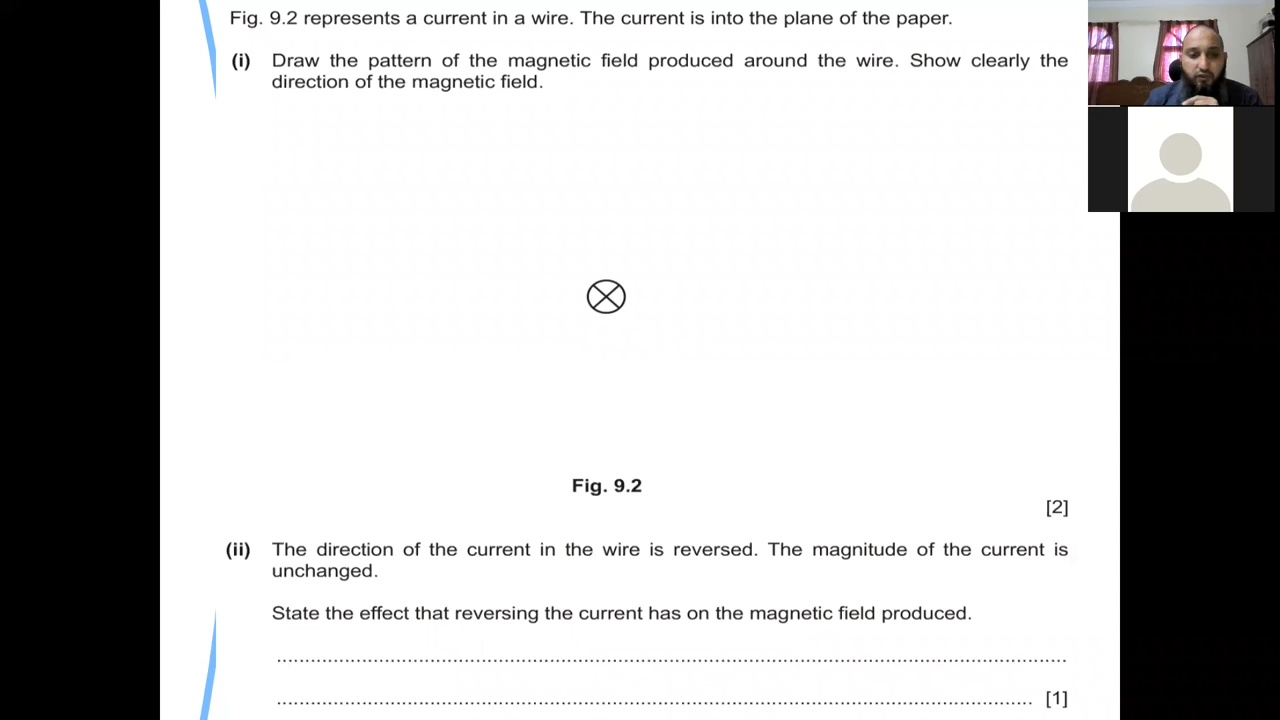 Fig. 9.2 represents a current in a wire. The current is into the plane of the paper.
(i) Draw the pattern of the magnetic field produced around the wire. Show clearly the
direction of the magnetic field.
Fig. 9.2
[2]
(ii) The direction of the current in the wire is reversed. The magnitude of the current is
unchanged.
State the effect that reversing the current has on the magnetic field produced.
..........................................................................................................................................
.................................................................................................................................... [1]